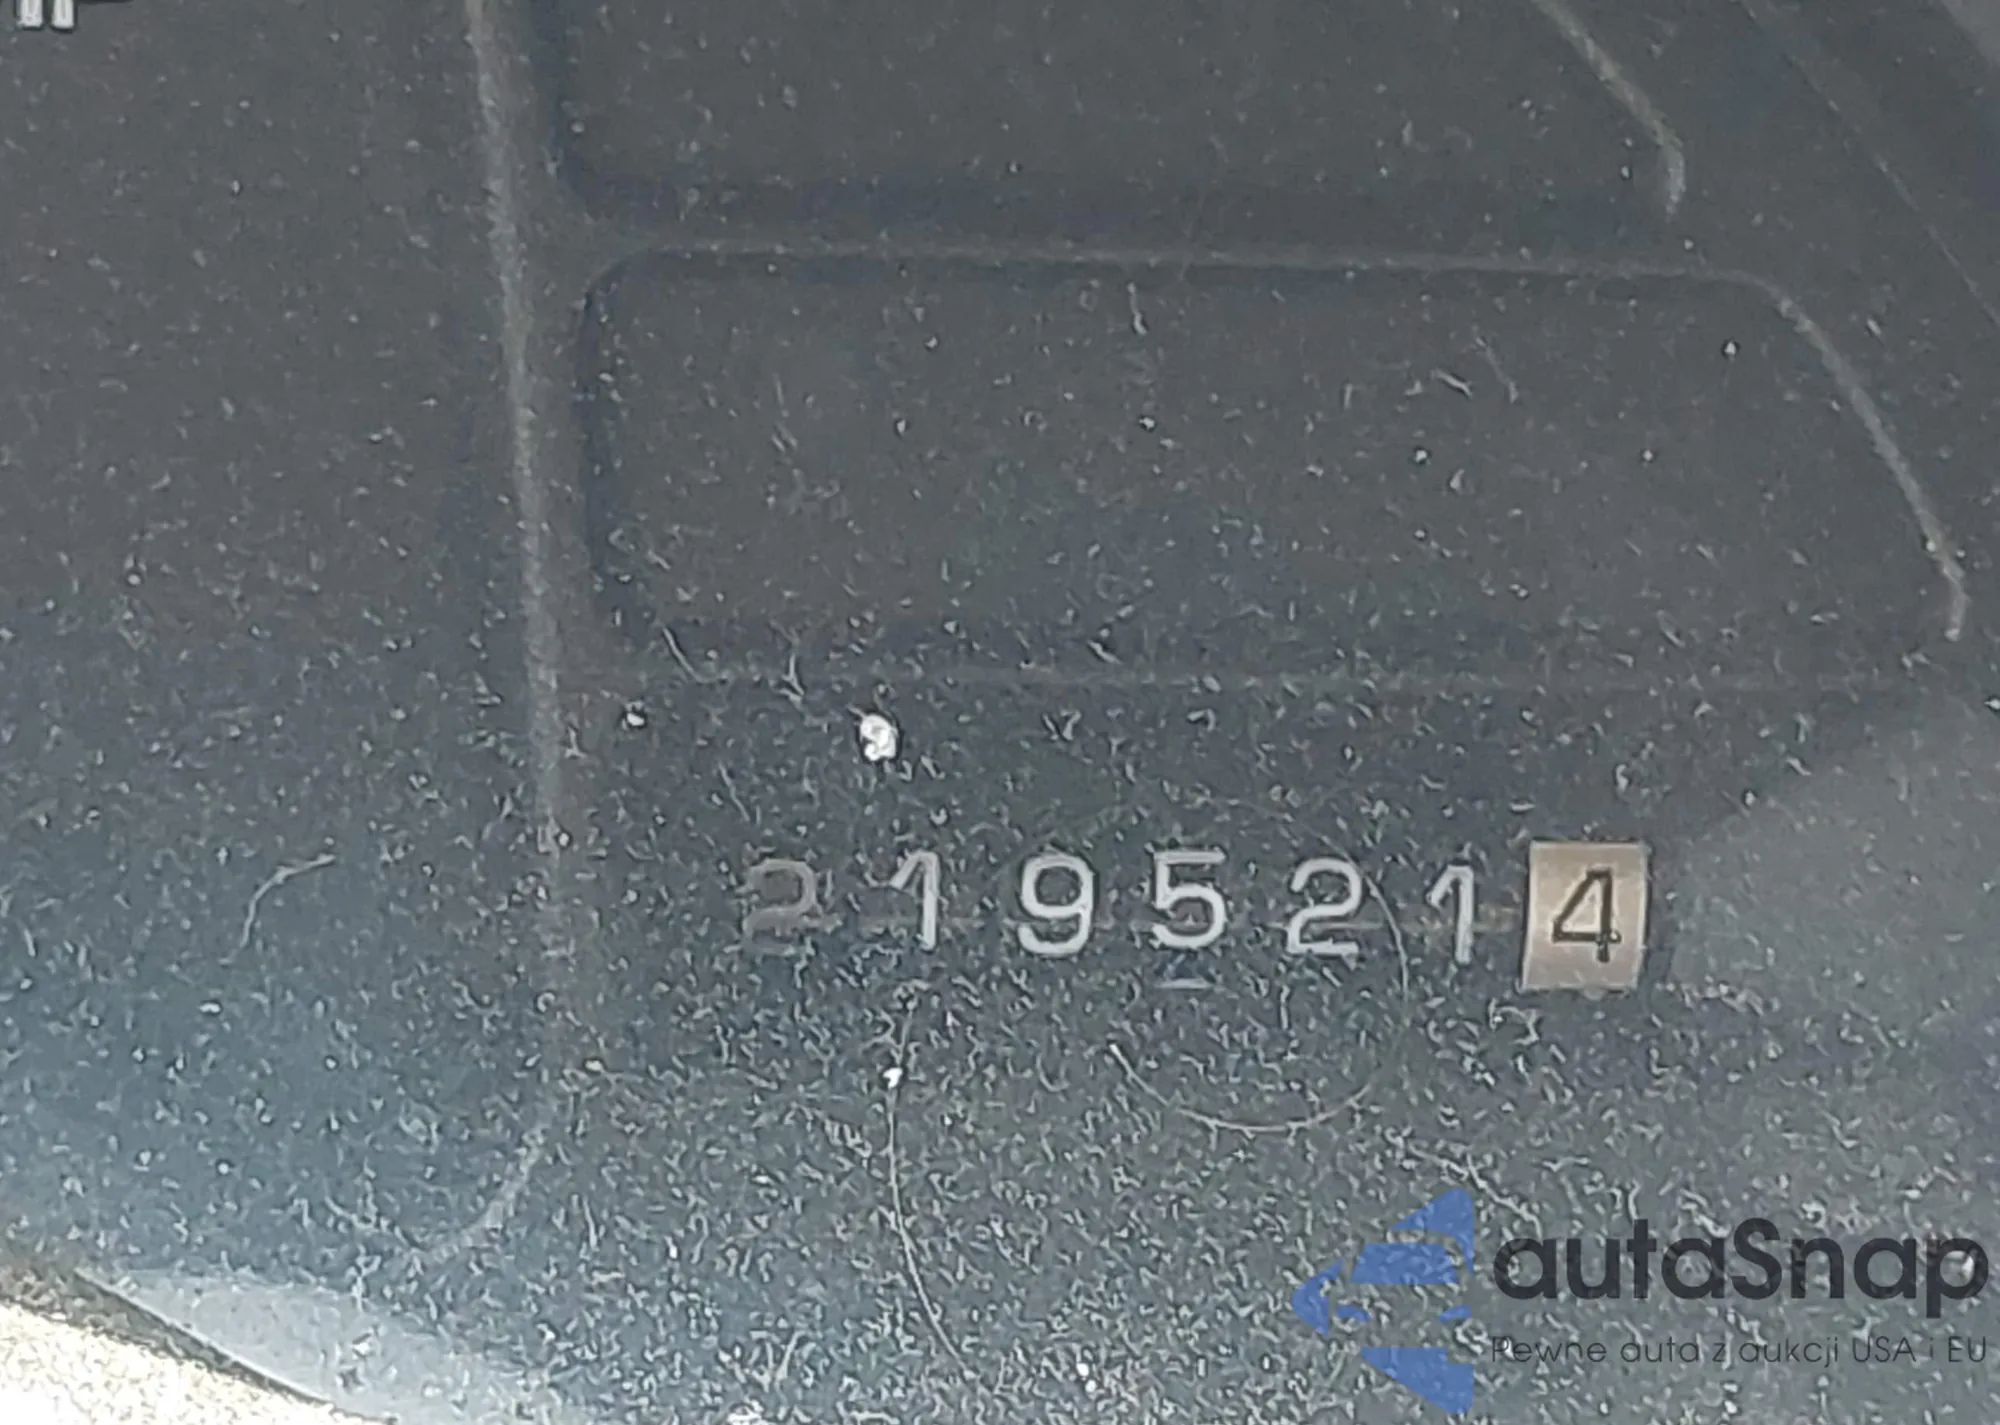 2195214
autaSnap
Pewne auta z aukcji USA i EU